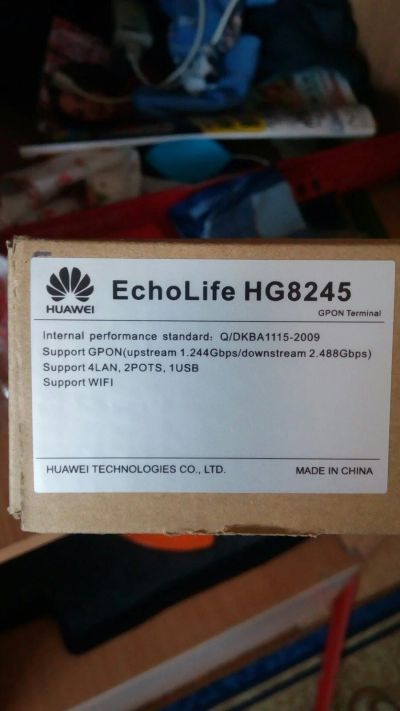 HUAWEI
EchoLife HG8245
GPON Terminal
Internal performance standard: Q/DKBA1115-2009
Support GPON(upstream 1.244Gbps/downstream 2.488Gbps)
Support 4LAN, 2POTS, 1USB
Support WIFI
HUAWEI TECHNOLOGIES CO., LTD.
MADE IN CHINA